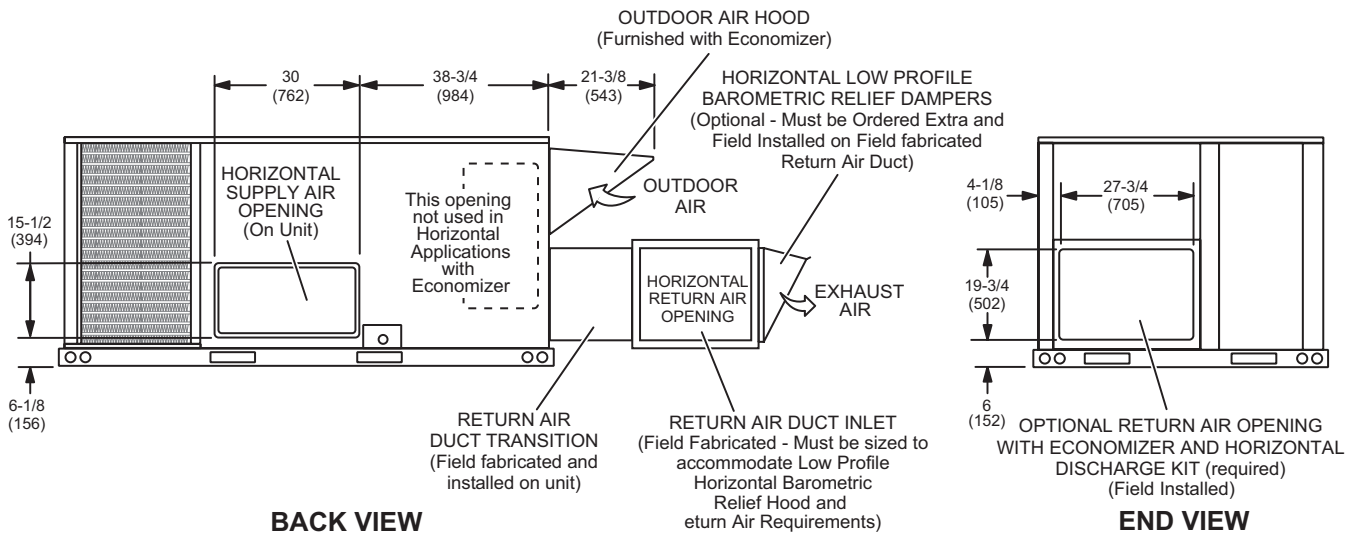 OUTDOOR AIR HOOD
(Furnished with Economizer)
30
(762)
38-3/4
(984)
21-3/8
(543)
HORIZONTAL LOW PROFILE
BAROMETRIC RELIEF DAMPERS
(Optional - Must be Ordered Extra and
Field Installed on Field fabricated
Return Air Duct)
HORIZONTAL
SUPPLY AIR
OPENING
(On Unit)
This opening
not used in
Horizontal
Applications
with
Economizer
OUTDOOR
AIR
15-1/2
(394)
HORIZONTAL
RETURN AIR
OPENING
EXHAUST
AIR
6-1/8
(156)
RETURN AIR
DUCT TRANSITION
(Field fabricated and
installed on unit)
RETURN AIR DUCT INLET
(Field Fabricated - Must be sized to
accommodate Low Profile
Horizontal Barometric
Relief Hood and
eturn Air Requirements)
BACK VIEW
4-1/8
(105)
27-3/4
(705)
19-3/4
(502)
6
(152)
OPTIONAL RETURN AIR OPENING
WITH ECONOMIZER AND HORIZONTAL
DISCHARGE KIT (required)
(Field Installed)
END VIEW